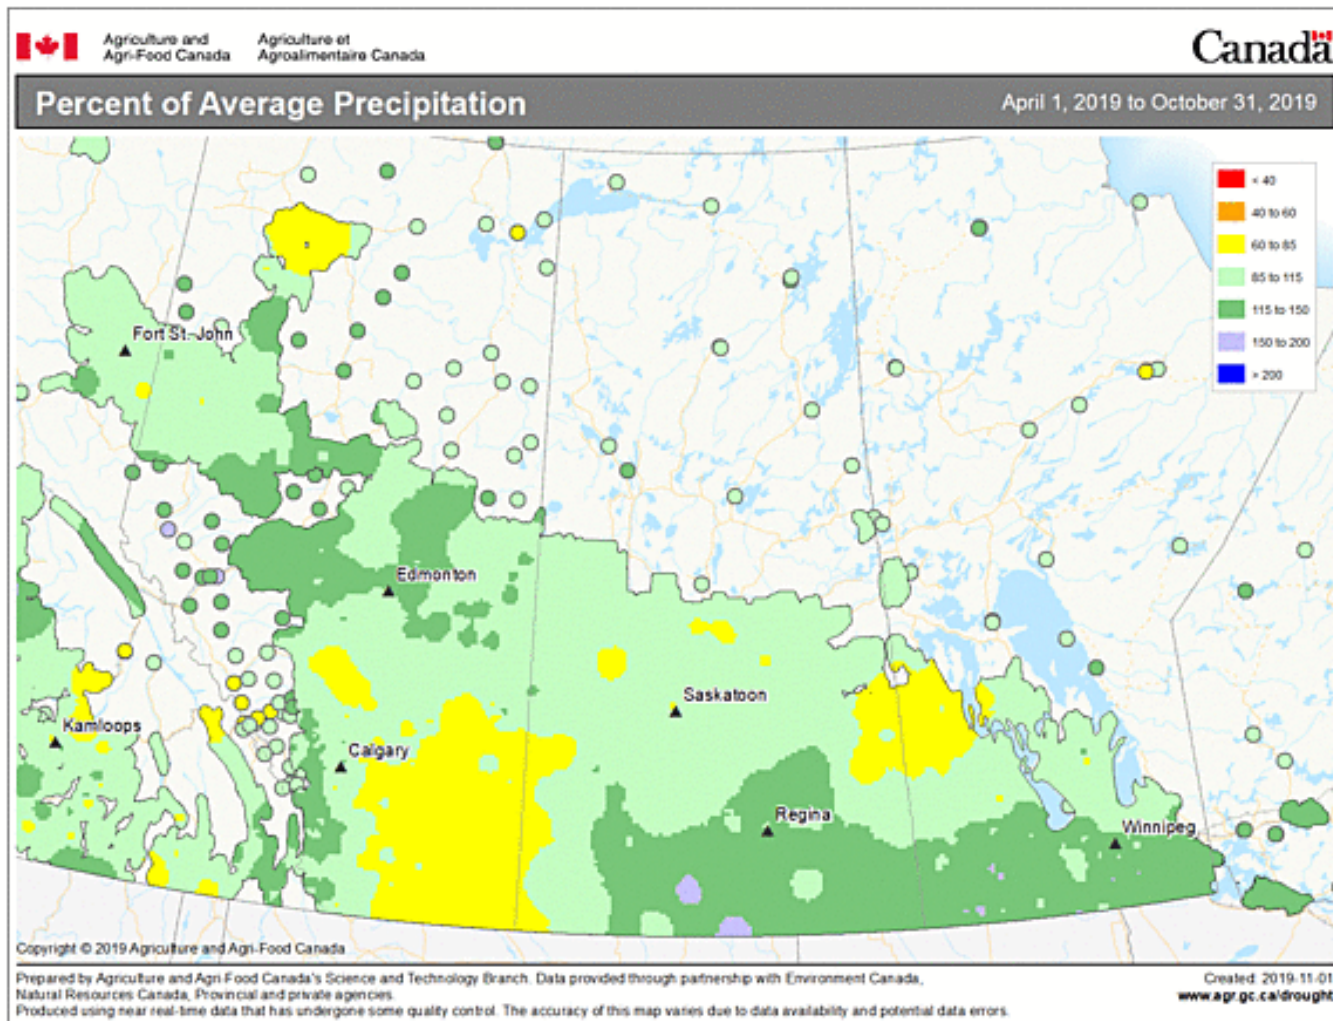 Agriculture and Agriculture et
Agri-Food Canada Agroalimentaire Canada
Canada
Percent of Average Precipitation
April 1, 2019 to October 31, 2019
< 40
40 to 60
60 to 85
85 to 115
115 to 150
150 to 200
> 200
Fort St. John
Edmonton
Saskatoon
Kamloops
Calgary
Regina
Winnipeg
Copyright © 2019 Agriculture and Agri-Food Canada
Prepared by Agriculture and Agri-Food Canada's Science and Technology Branch. Data provided through partnership with Environment Canada,
Natural Resources Canada, Provincial and private agencies.
Produced using near real-time data that has undergone some quality control. The accuracy of this map varies due to data availability and potential data errors.
Created: 2019-11-01
www.agr.gc.ca/drought